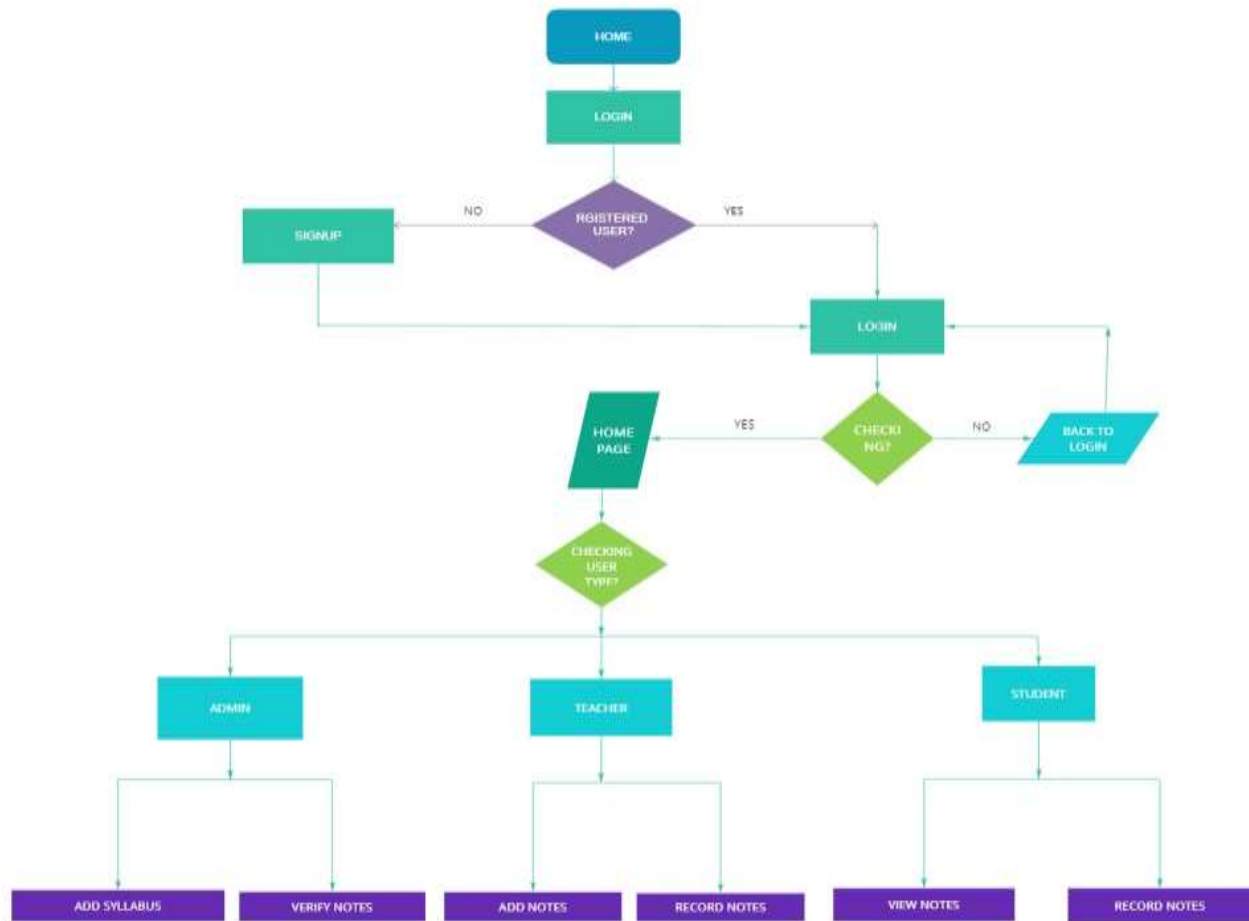 HOME
LOGIN
NO
YES
RGISTERED
USER?
SIGNUP
LOGIN
HOME
PAGE
YES
CHECKI
NG?
NO
BACK TO
LOGIN
CHECKING
USER
TYPE?
ADMIN
TEACHER
STUDENT
ADD SYLLABUS
VERIFY NOTES
ADD NOTES
RECORD NOTES
VIEW NOTES
RECORD NOTES